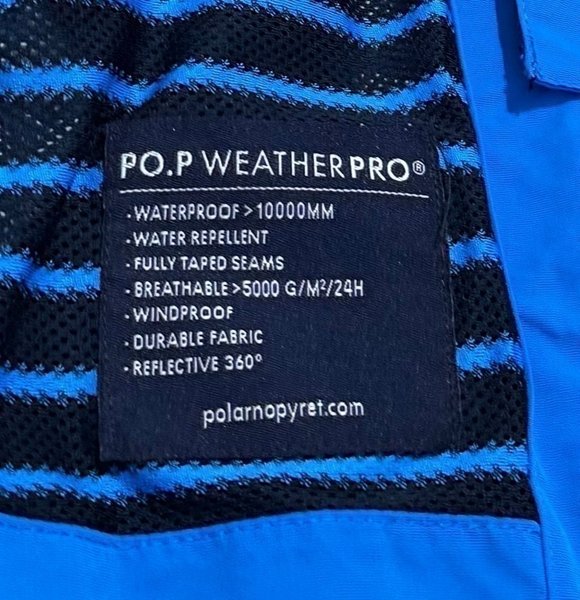 PO.P WEATHERPRO®
·WATERPROOF>10000MM
·WATER REPELLENT
·FULLY TAPED SEAMS
·BREATHABLE>5000 G/M²/24H
·WINDPROOF
·DURABLE FABRIC
·REFLECTIVE 360°
polarnopyret.com